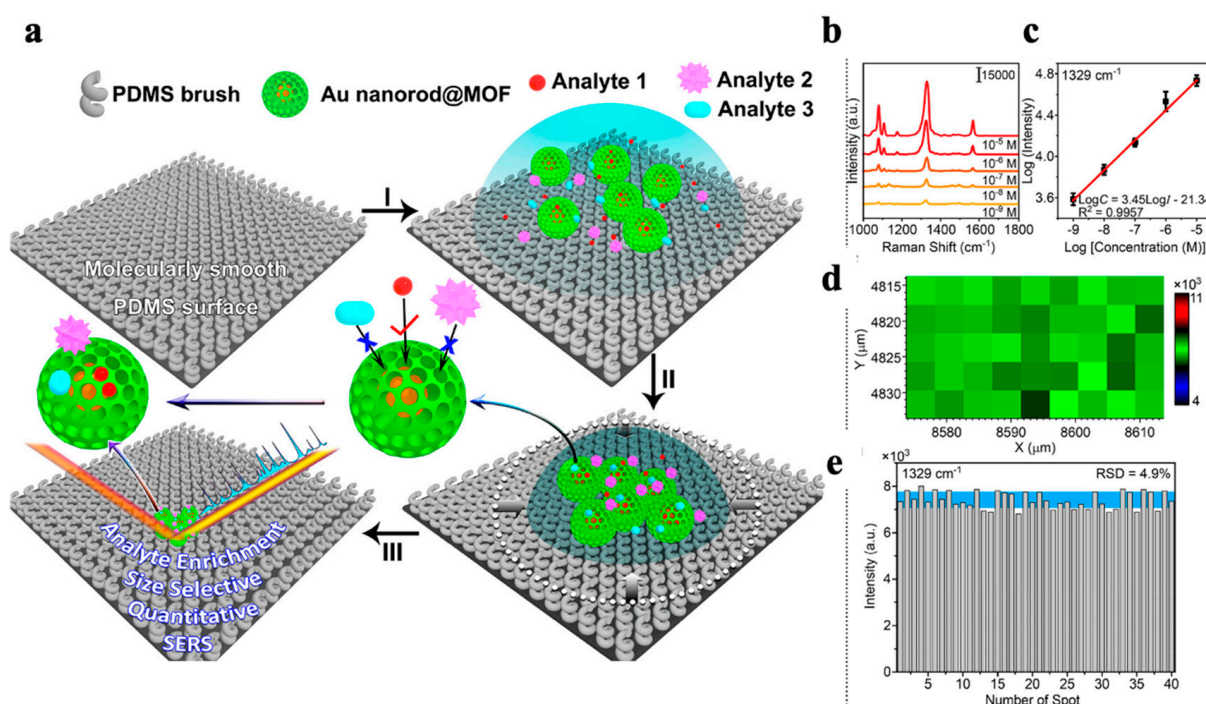 a
PDMS brush
Au nanorod@MOF
Analyte 1
Analyte 2
Analyte 3
I
Molecularly smooth
PDMS surface
II
III
Analyte Enrichment
Size Selective
Quantitative
SERS
b
15000
Intensity (a.u.)
10⁻⁵ M
10⁻⁶ M
10⁻⁷ M
10⁻⁸ M
10⁻⁹ M
1000 1200 1400 1600 1800
Raman Shift (cm⁻¹)
c
1329 cm⁻¹
Log (Intensity)
4.8
4.4
4.0
3.6
LogC = 3.45LogI - 21.34
R² = 0.9957
-9 -8 -7 -6 -5
Log [Concentration (M)]
d
Y (μm)
4815
4820
4825
4830
8580 8590 8600 8610
X (μm)
×10³
11
4
e
×10³
1329 cm⁻¹
RSD = 4.9%
Intensity (a.u.)
8
6
4
2
0
5 10 15 20 25 30 35 40
Number of Spot